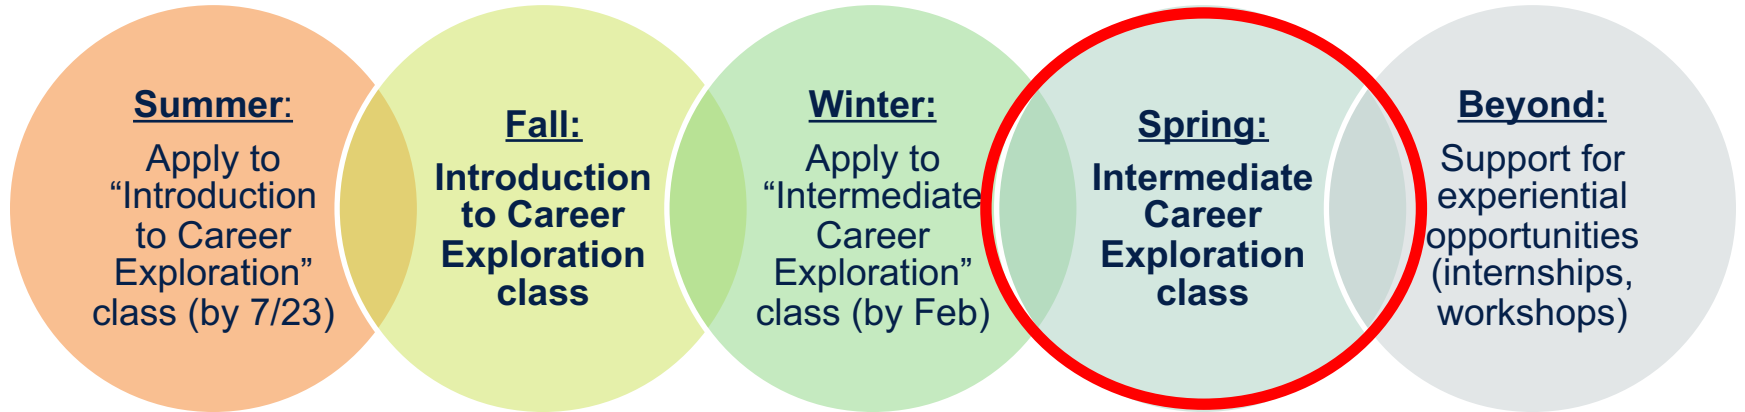 Summer:
Apply to
“Introduction
to Career
Exploration”
class (by 7/23)
Fall:
Introduction
to Career
Exploration
class
Winter:
Apply to
“Intermediate
Career
Exploration”
class (by Feb)
Spring:
Intermediate
Career
Exploration
class
Beyond:
Support for
experiential
opportunities
(internships,
workshops)